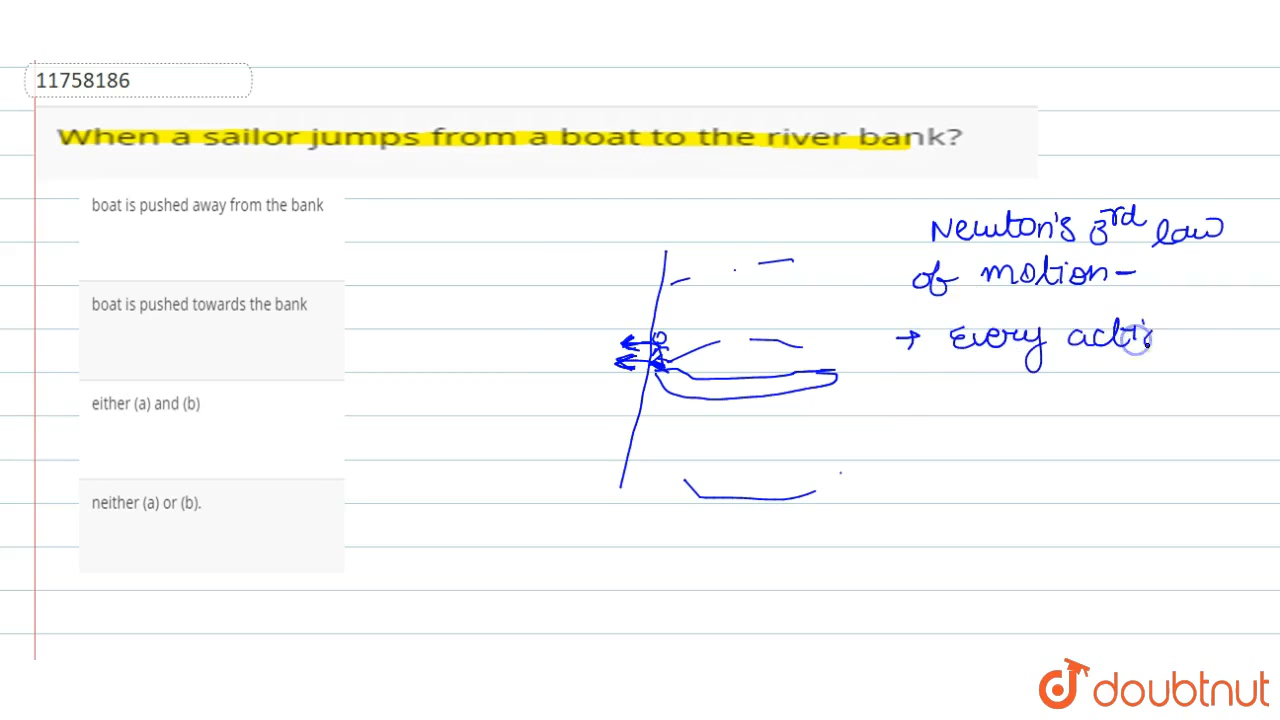 11758186
When a sailor jumps from a boat to the river bank?
boat is pushed away from the bank
boat is pushed towards the bank
either (a) and (b)
neither (a) or (b).
Newton's 3rd law
of motion-
→ Every acti
doubtnut